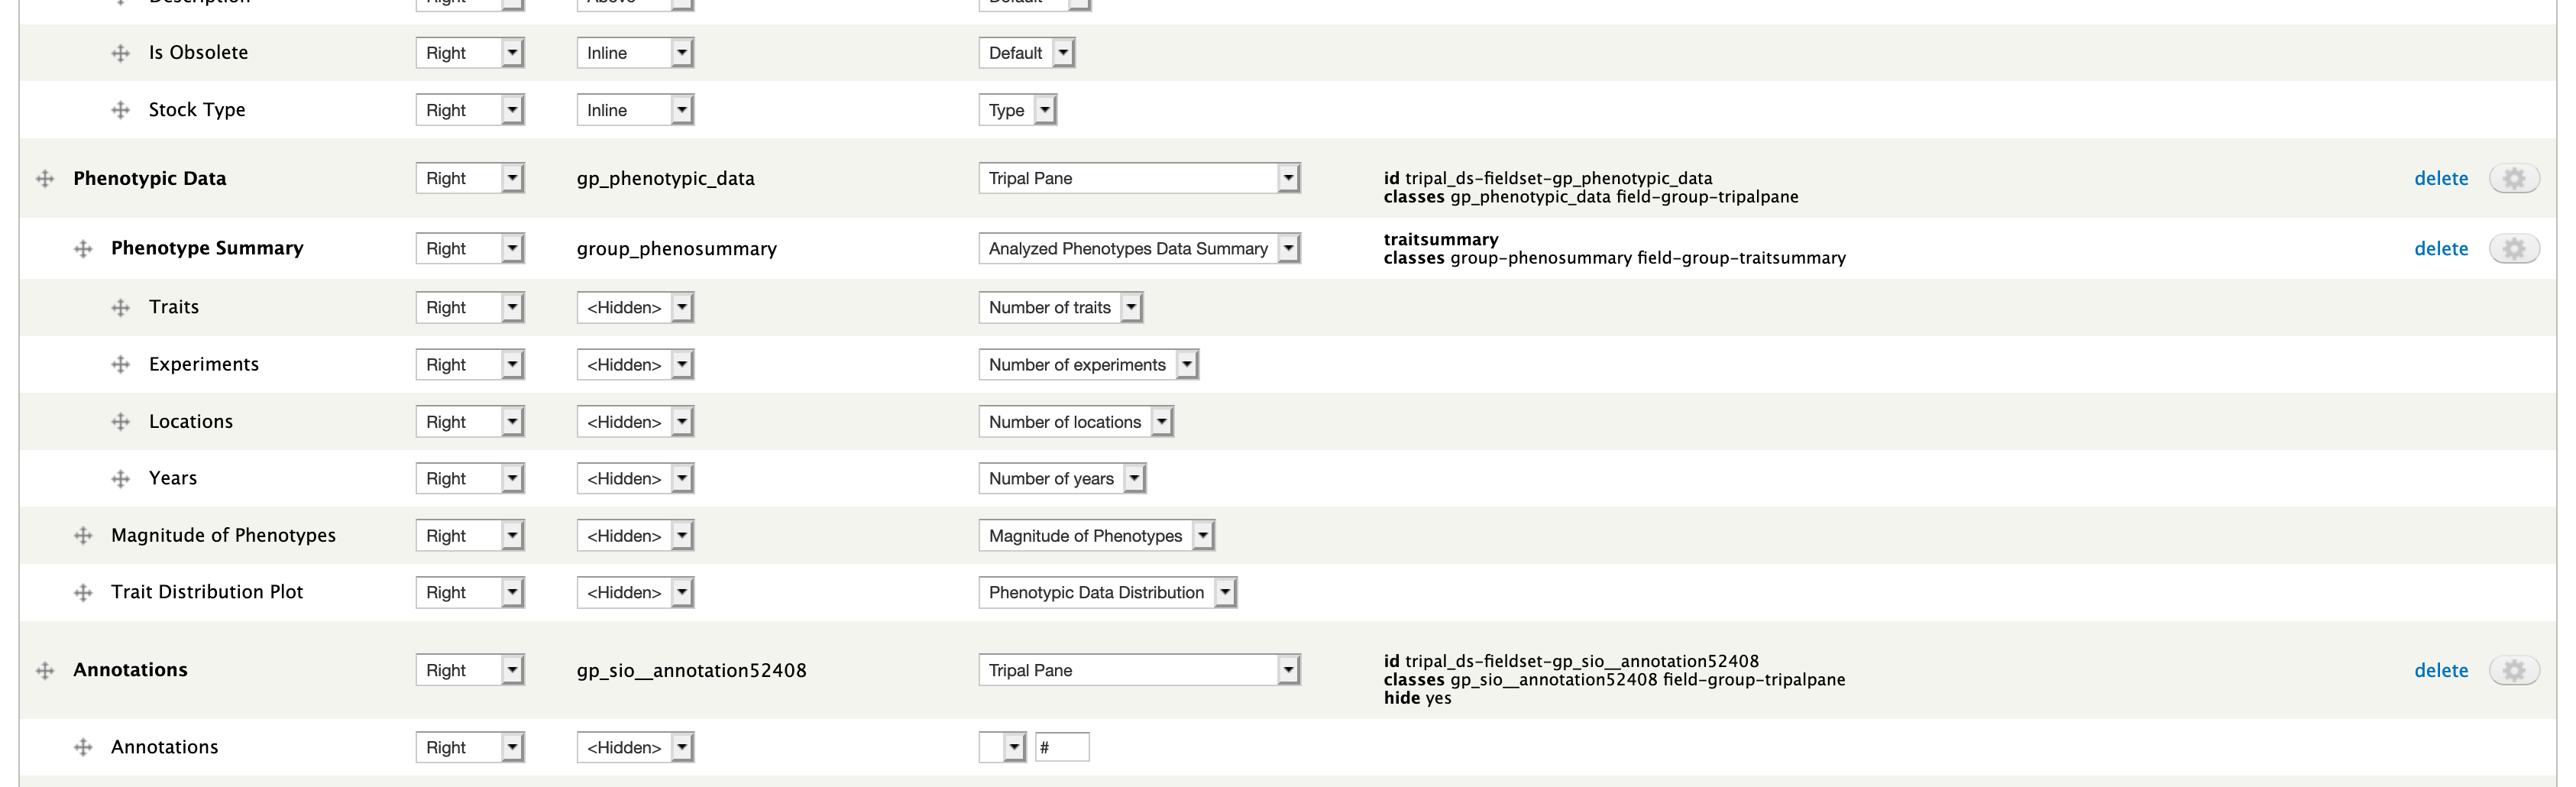 Description Right Above Default
Is Obsolete Right Inline Default
Stock Type Right Inline Type
Phenotypic Data Right gp_phenotypic_data Tripal Pane id tripal_ds-fieldset-gp_phenotypic_data delete
classes gp_phenotypic_data field-group-tripalpane
Phenotype Summary Right group_phenosummary Analyzed Phenotypes Data Summary traitsummary delete
classes group-phenosummary field-group-traitsummary
Traits Right <Hidden> Number of traits
Experiments Right <Hidden> Number of experiments
Locations Right <Hidden> Number of locations
Years Right <Hidden> Number of years
Magnitude of Phenotypes Right <Hidden> Magnitude of Phenotypes
Trait Distribution Plot Right <Hidden> Phenotypic Data Distribution
Annotations Right gp_sio__annotation52408 Tripal Pane id tripal_ds-fieldset-gp_sio__annotation52408 delete
classes gp_sio__annotation52408 field-group-tripalpane
hide yes
Annotations Right <Hidden> #